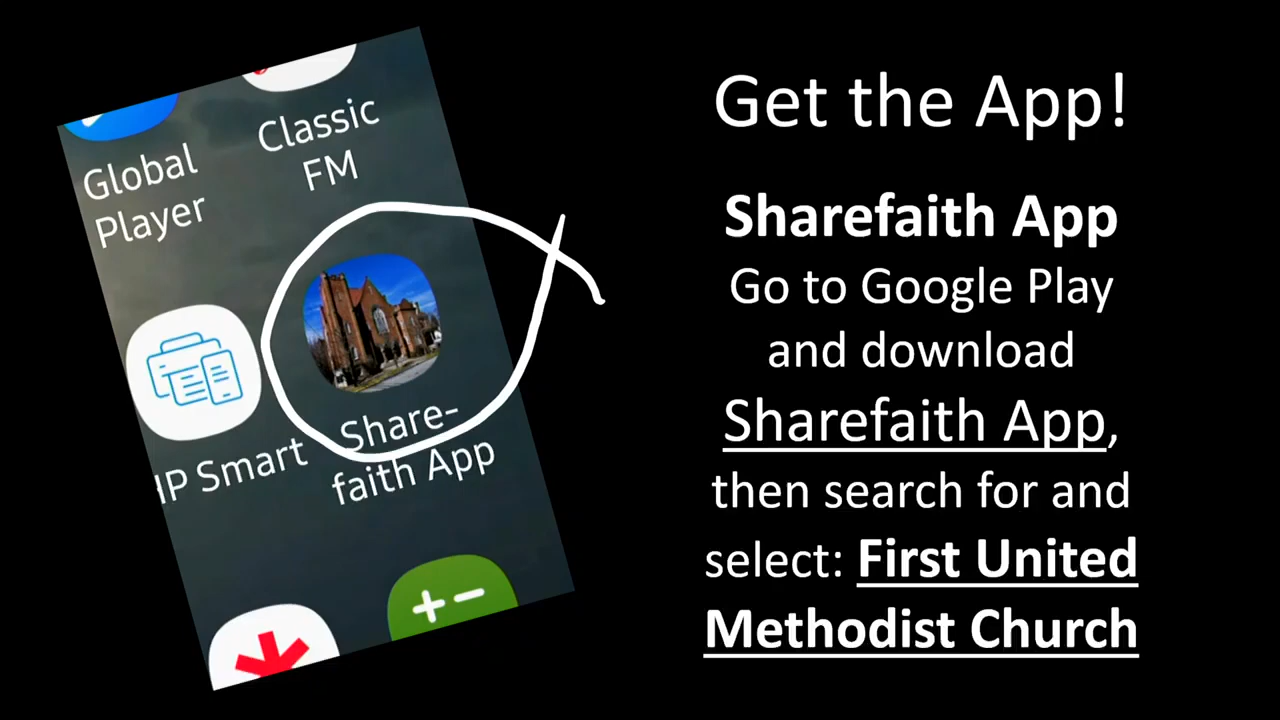 Global
Player
Classic
FM
HP Smart
Share-
faith App
Get the App!
Sharefaith App
Go to Google Play
and download
Sharefaith App,
then search for and
select: First United
Methodist Church